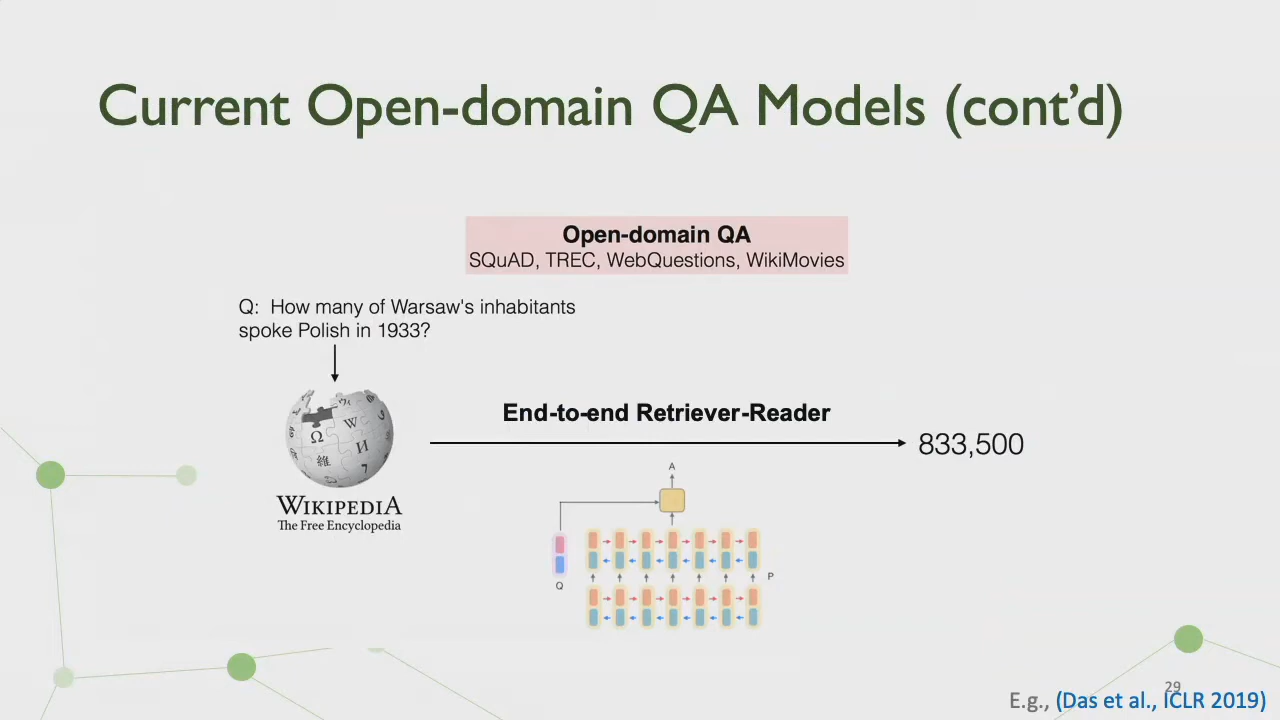 Current Open-domain QA Models (cont'd)
Open-domain QA
SQuAD, TREC, WebQuestions, WikiMovies
Q: How many of Warsaw's inhabitants
spoke Polish in 1933?
End-to-end Retriever-Reader
833,500
Ω
W
И
維
WIKIPEDIA
The Free Encyclopedia
A
Q
P
29
E.g., (Das et al., ICLR 2019)